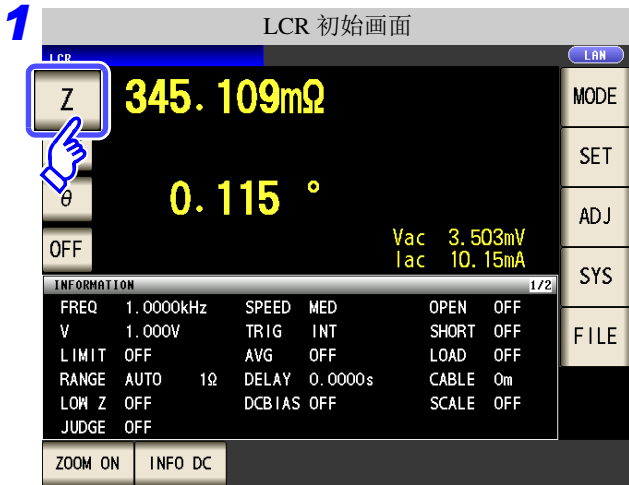 1
LCR 初始画面
LCR
LAN
Z
345.109mΩ
MODE
SET
θ
0.115 °
ADJ
OFF
Vac 3.503mV
Iac 10.15mA
SYS
INFORMATION 1/2
FREQ 1.0000kHz SPEED MED OPEN OFF
V 1.000V TRIG INT SHORT OFF
FILE
LIMIT OFF AVG OFF LOAD OFF
RANGE AUTO 1Ω DELAY 0.0000s CABLE 0m
LOW Z OFF DCBIAS OFF SCALE OFF
JUDGE OFF
ZOOM ON INFO DC